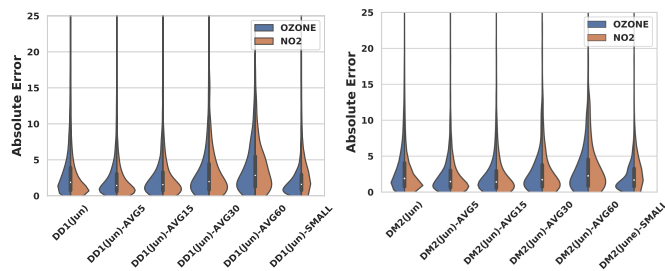 25
20
15
10
5
0
Absolute Error
OZONE
NO2
DD1(Jun)
DD1(Jun)-AVG5
DD1(Jun)-AVG15
DD1(Jun)-AVG30
DD1(Jun)-AVG60
DD1(Jun)-SMALL
25
20
15
10
5
0
Absolute Error
OZONE
NO2
DM2(Jun)
DM2(Jun)-AVG5
DM2(Jun)-AVG15
DM2(Jun)-AVG30
DM2(Jun)-AVG60
DM2(June)-SMALL